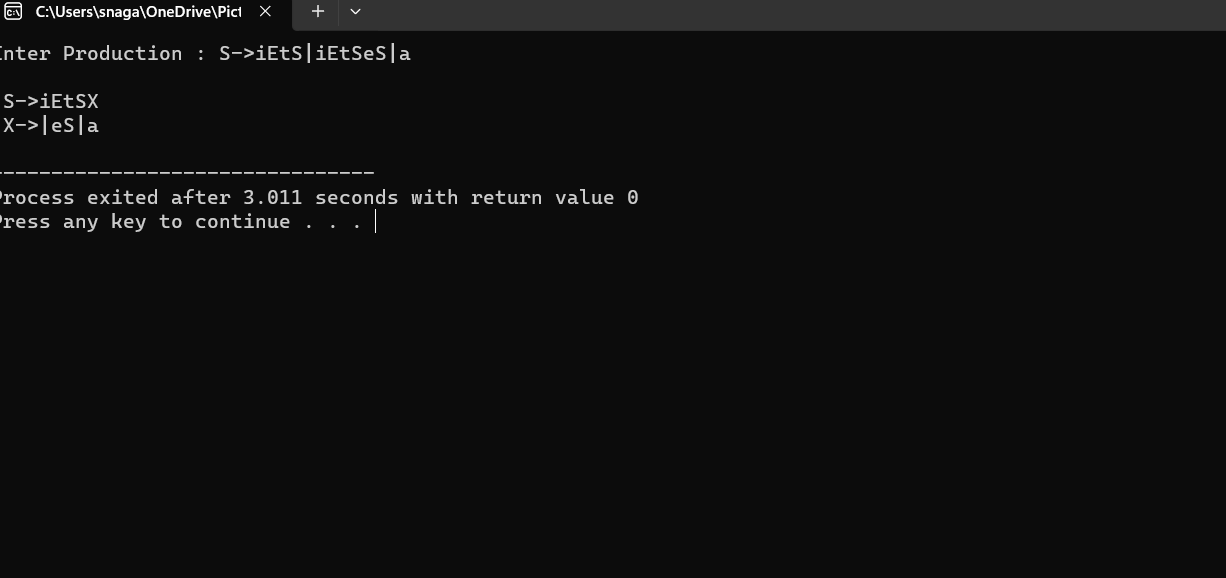 C:\Users\snaga\OneDrive\Pict
nter Production : S->iEtS|iEtSeS|a
S->iEtSX
X->|eS|a
--------------------------------
Process exited after 3.011 seconds with return value 0
Press any key to continue . . .